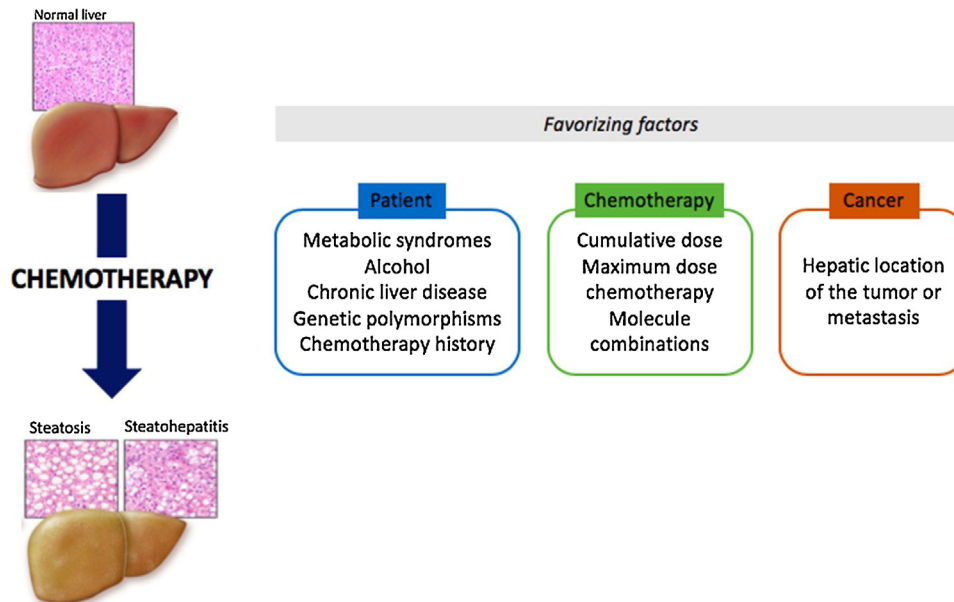 Normal liver
CHEMOTHERAPY
Steatosis
Steatohepatitis
Favorizing factors
Patient
Metabolic syndromes
Alcohol
Chronic liver disease
Genetic polymorphisms
Chemotherapy history
Chemotherapy
Cumulative dose
Maximum dose
chemotherapy
Molecule
combinations
Cancer
Hepatic location
of the tumor or
metastasis